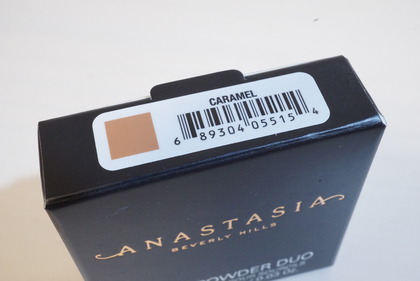 CARAMEL
6 89304 05515 4
ANASTASIA
BEVERLY HILLS
POWDER DUO